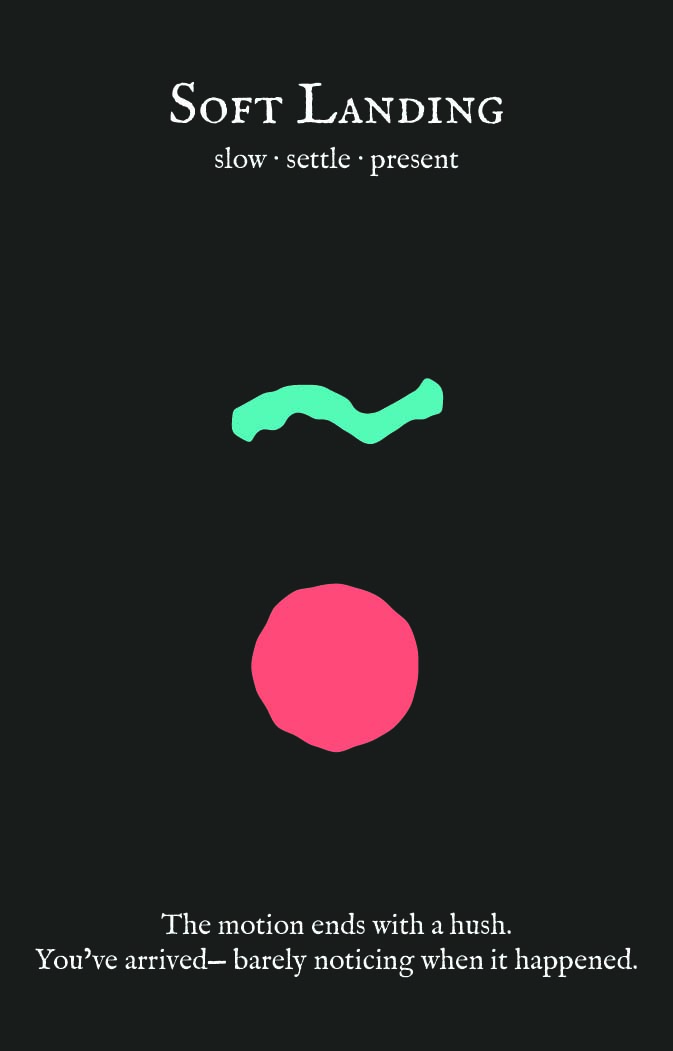 Soft Landing
slow · settle · present
The motion ends with a hush.
You’ve arrived— barely noticing when it happened.